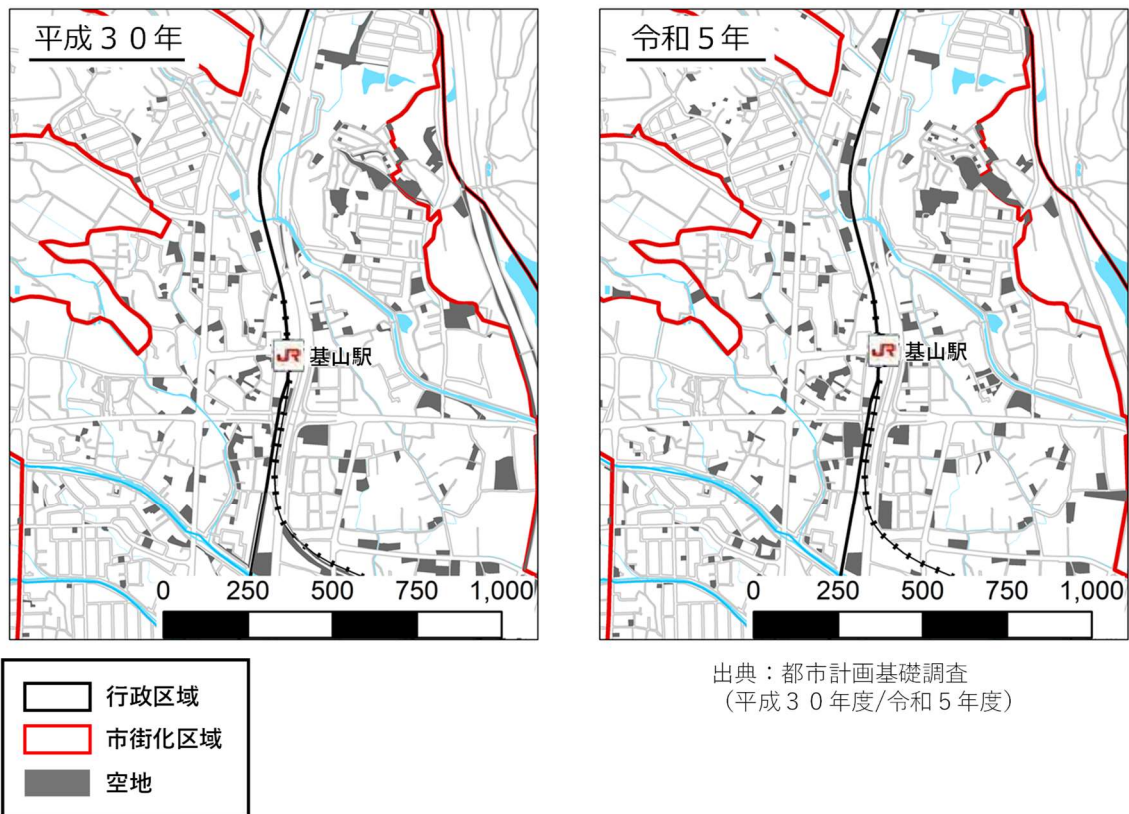 平成３０年
JR
基山駅
0 250 500 750 1,000
令和５年
JR
基山駅
0 250 500 750 1,000
行政区域
市街化区域
空地
出典：都市計画基礎調査
（平成３０年度/令和５年度）